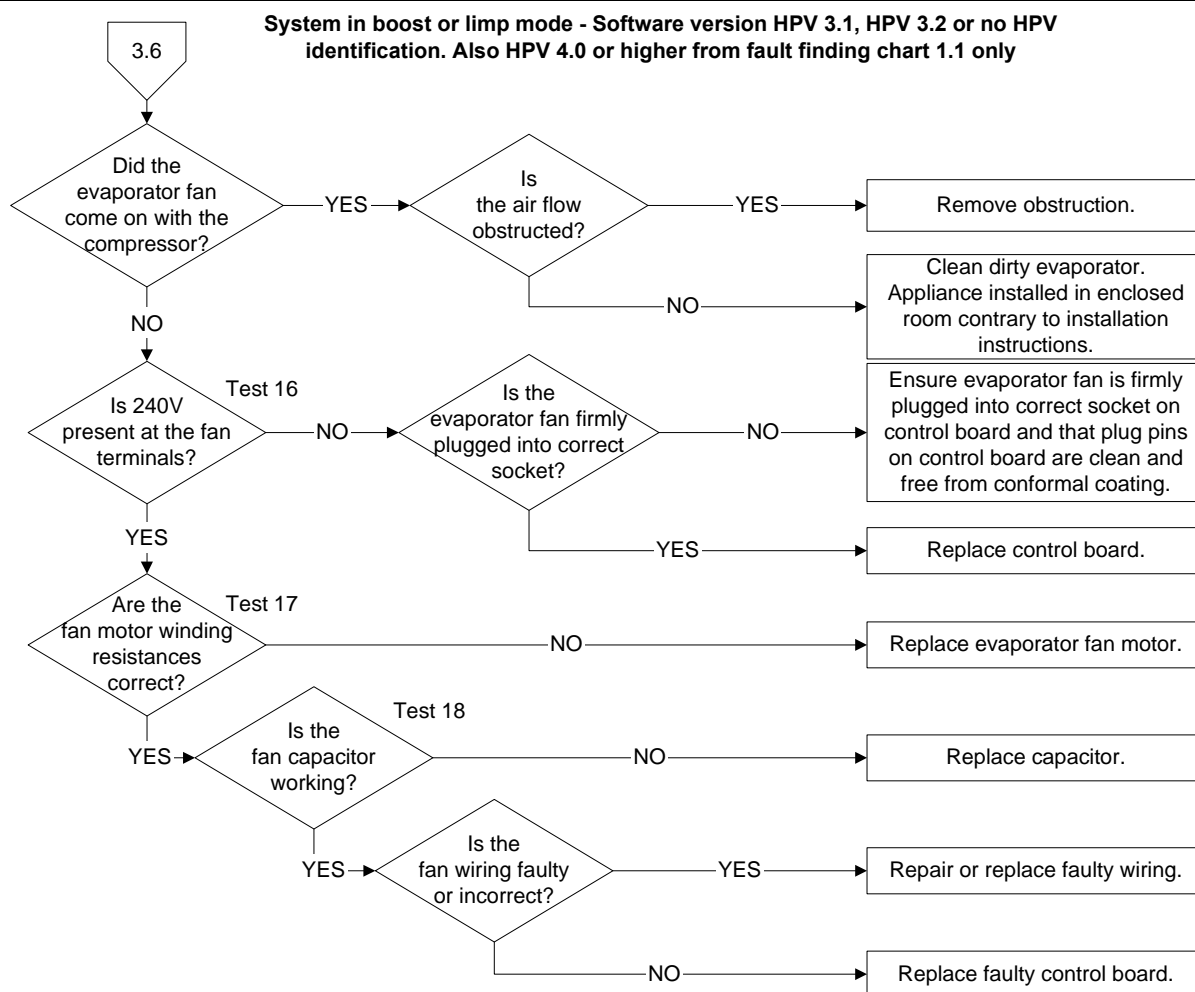 System in boost or limp mode - Software version HPV 3.1, HPV 3.2 or no HPV
identification. Also HPV 4.0 or higher from fault finding chart 1.1 only
3.6
Did the
evaporator fan
come on with the
compressor?
YES
Is
the air flow
obstructed?
YES
Remove obstruction.
NO
Clean dirty evaporator.
Appliance installed in enclosed
room contrary to installation
instructions.
NO
Test 16
Is 240V
present at the fan
terminals?
NO
Is the
evaporator fan firmly
plugged into correct
socket?
NO
Ensure evaporator fan is firmly
plugged into correct socket on
control board and that plug pins
on control board are clean and
free from conformal coating.
YES
Replace control board.
YES
Test 17
Are the
fan motor winding
resistances
correct?
NO
Replace evaporator fan motor.
YES
Test 18
Is the
fan capacitor
working?
NO
Replace capacitor.
YES
Is the
fan wiring faulty
or incorrect?
YES
Repair or replace faulty wiring.
NO
Replace faulty control board.